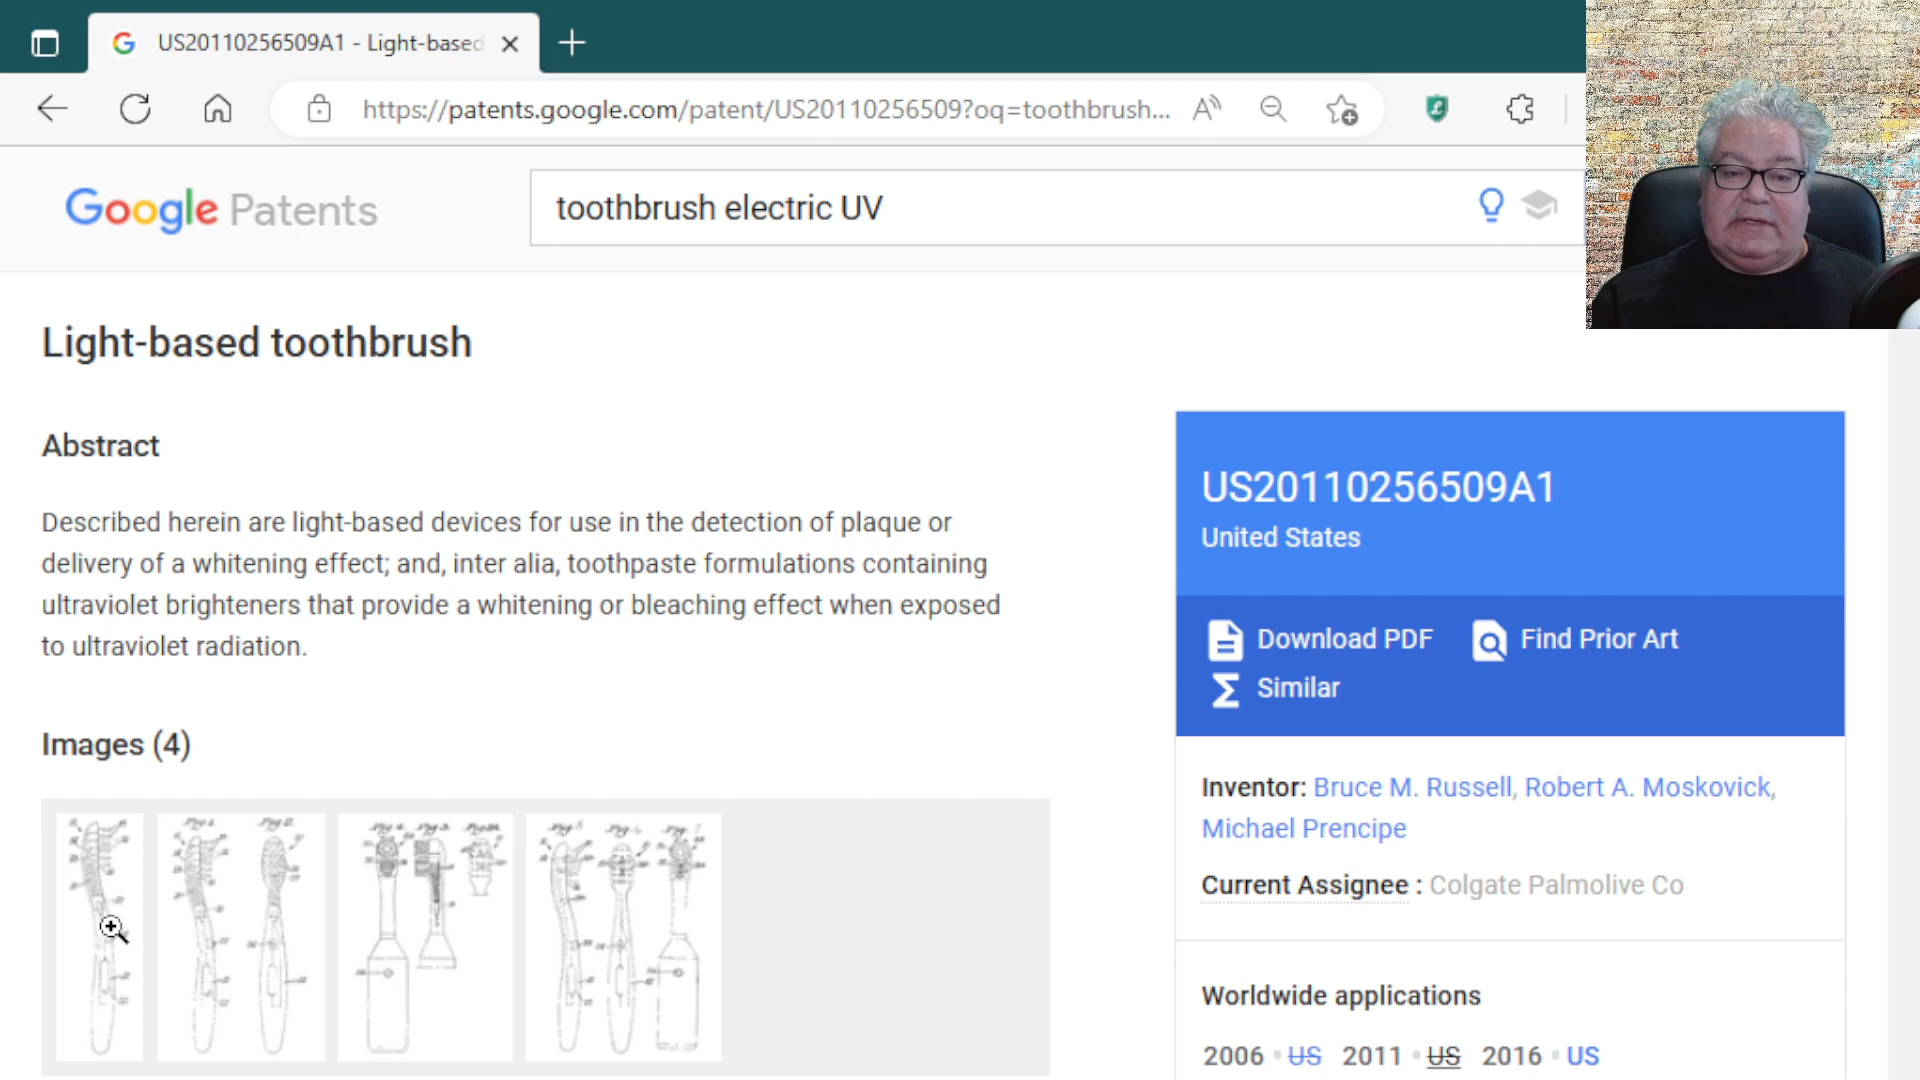 US20110256509A1 - Light-based
https://patents.google.com/patent/US20110256509?oq=toothbrush...
Google Patents
toothbrush electric UV
Light-based toothbrush
Abstract
Described herein are light-based devices for use in the detection of plaque or
delivery of a whitening effect; and, inter alia, toothpaste formulations containing
ultraviolet brighteners that provide a whitening or bleaching effect when exposed
to ultraviolet radiation.
Images (4)
US20110256509A1
United States
Download PDF
Find Prior Art
Similar
Inventor: Bruce M. Russell, Robert A. Moskovick,
Michael Prencipe
Current Assignee : Colgate Palmolive Co
Worldwide applications
2006 • US 2011 • US 2016 • US